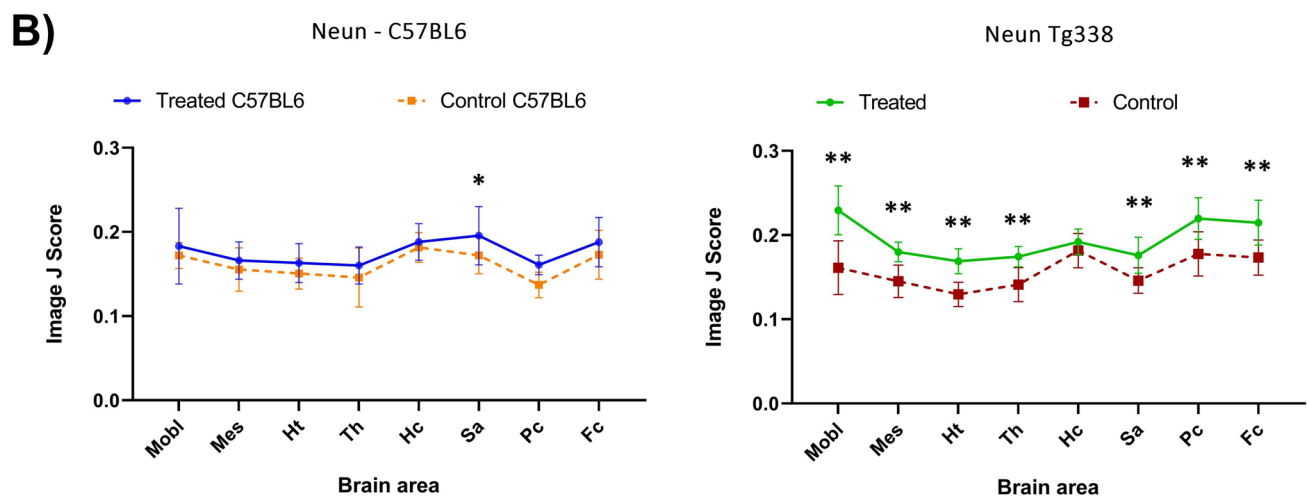 B)
Neun - C57BL6
Treated C57BL6
Control C57BL6
Image J Score
0.3
0.2
0.1
0.0
*
Mobl
Mes
Ht
Th
Hc
Sa
Pc
Fc
Brain area
Neun Tg338
Treated
Control
Image J Score
0.3
0.2
0.1
0.0
**
**
**
**
**
**
**
Mobl
Mes
Ht
Th
Hc
Sa
Pc
Fc
Brain area